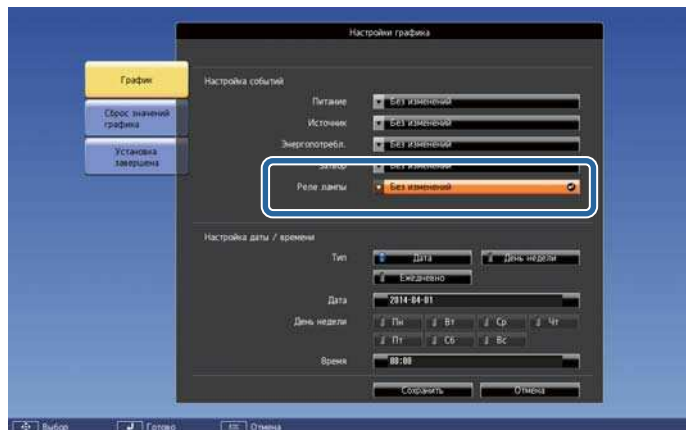 Настройки графика
График
Сброс значений
графика
Установка
завершена
Настройка событий
Питание Без изменений
Источник Без изменений
Энергопотребл. Без изменений
Затвор Без изменений
Реле лампы Без изменений
Настройка даты / времени
Тип Дата День недели
Ежедневно
Дата 2014-04-01
День недели Пн Вт Ср Чт
Пт Сб Вс
Время 00:00
Сохранить Отмена
Выбор Готово Отмена